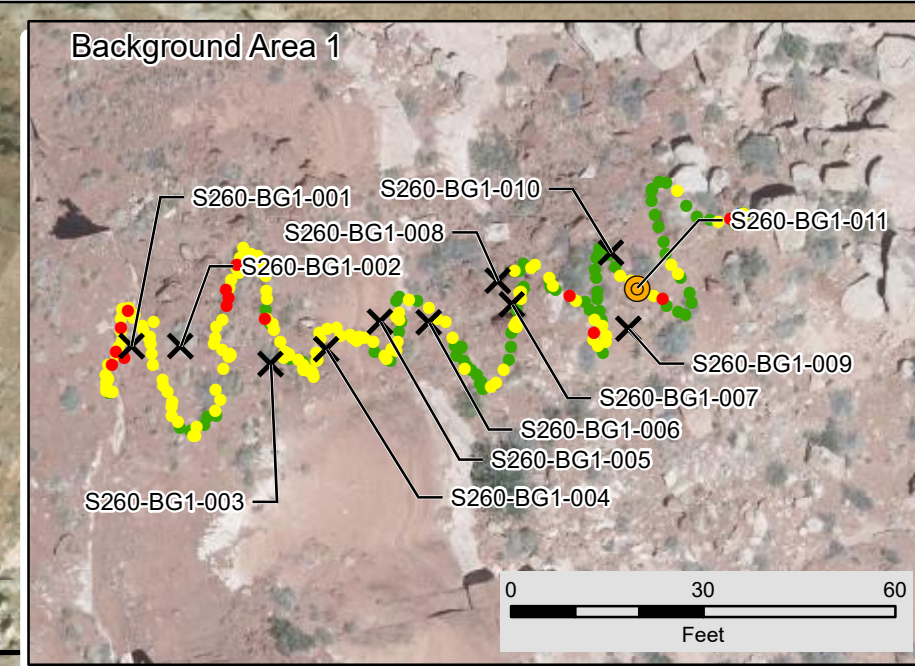 Background Area 1
S260-BG1-010
S260-BG1-001
S260-BG1-011
S260-BG1-008
S260-BG1-002
S260-BG1-009
S260-BG1-007
S260-BG1-006
S260-BG1-005
S260-BG1-003
S260-BG1-004
0 30 60
Feet